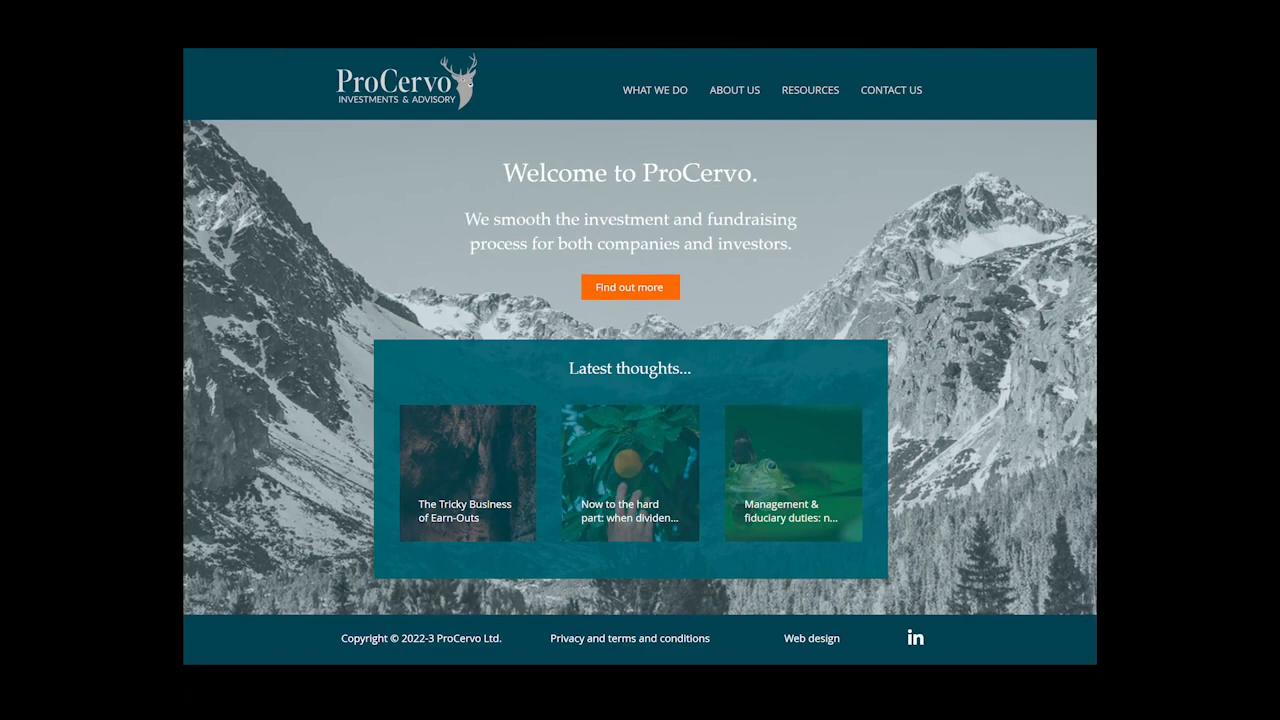 ProCervo
INVESTMENTS & ADVISORY
WHAT WE DO
ABOUT US
RESOURCES
CONTACT US
Welcome to ProCervo.
We smooth the investment and fundraising
process for both companies and investors.
Find out more
Latest thoughts...
The Tricky Business
of Earn-Outs
Now to the hard
part: when dividen...
Management &
fiduciary duties: n...
Copyright © 2022-3 ProCervo Ltd.
Privacy and terms and conditions
Web design
in